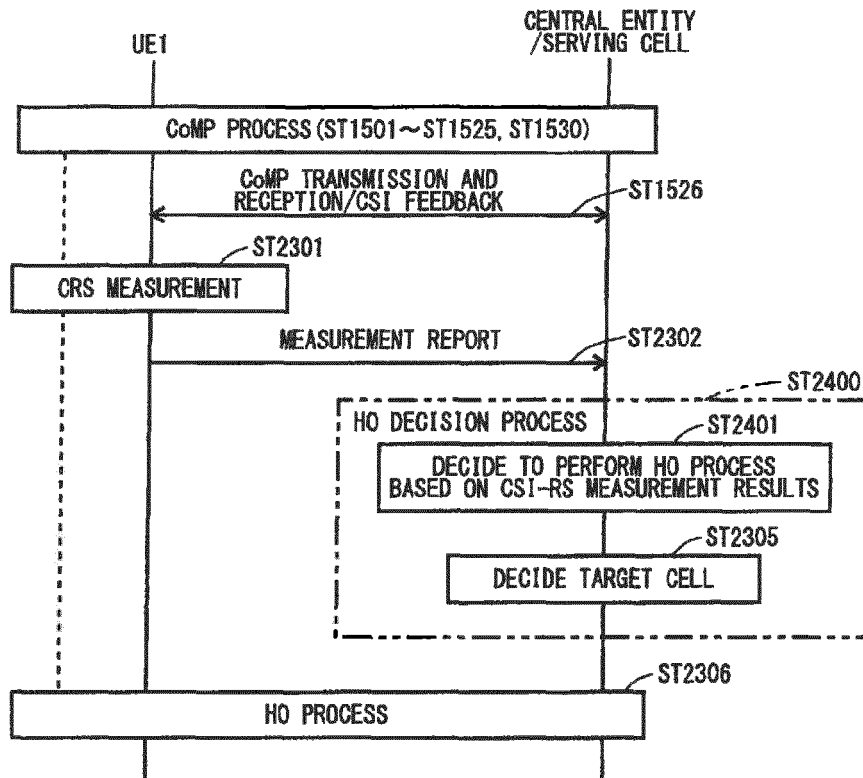 CENTRAL ENTITY
/SERVING CELL
UE1
CoMP PROCESS (ST1501～ST1525, ST1530)
CoMP TRANSMISSION AND
RECEPTION/CSI FEEDBACK
ST1526
ST2301
CRS MEASUREMENT
MEASUREMENT REPORT
ST2302
ST2400
HO DECISION PROCESS
ST2401
DECIDE TO PERFORM HO PROCESS
BASED ON CSI-RS MEASUREMENT RESULTS
ST2305
DECIDE TARGET CELL
ST2306
HO PROCESS